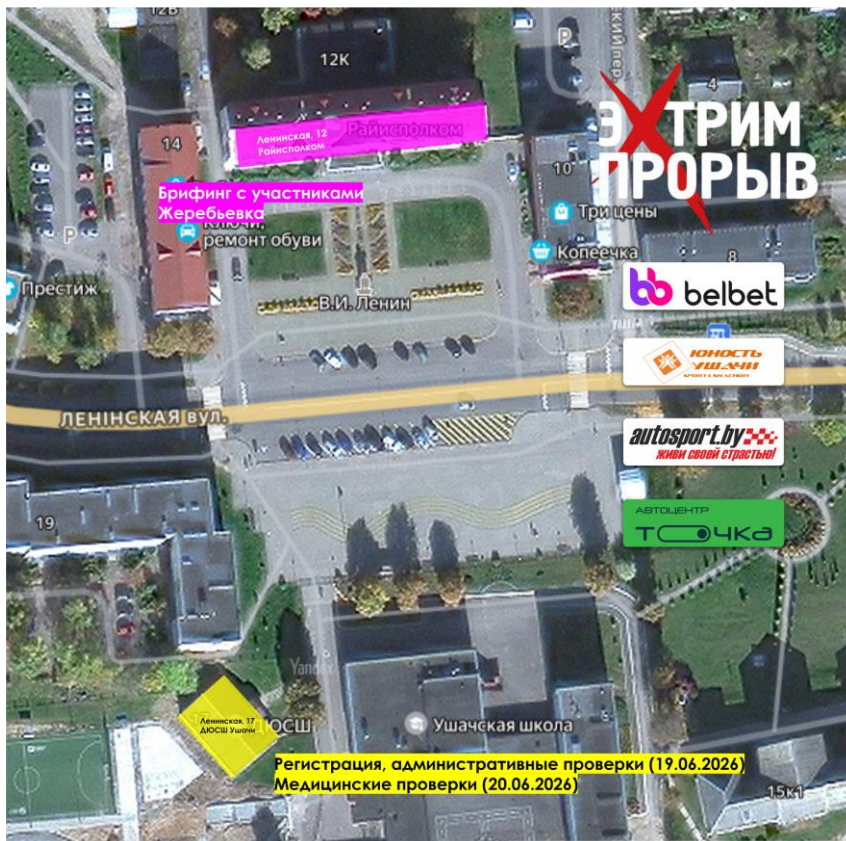 12В
12К
Р
4
ЭХТРИМ
ПРОРЫВ
14
Ленинская, 12
Райисполком
Райисполком
10
Брифинг с участниками
Жеребьевка
Ключи,
ремонт обуви
Р
Три цены
Копеечка
8
Престиж
В.И. Ленин
belbet
ЮНОСТЬ
УШАЧИ
ЛЕНІНСКАЯ вул.
autosport.by
живи своей страстью!
19
АВТОЦЕНТР
ТОЧКА
Yandex
Ленинская, 17
ДЮСШ Ушачи
ДЮСШ
Ушачская школа
Регистрация, административные проверки (19.06.2026)
Медицинские проверки (20.06.2026)
15к1